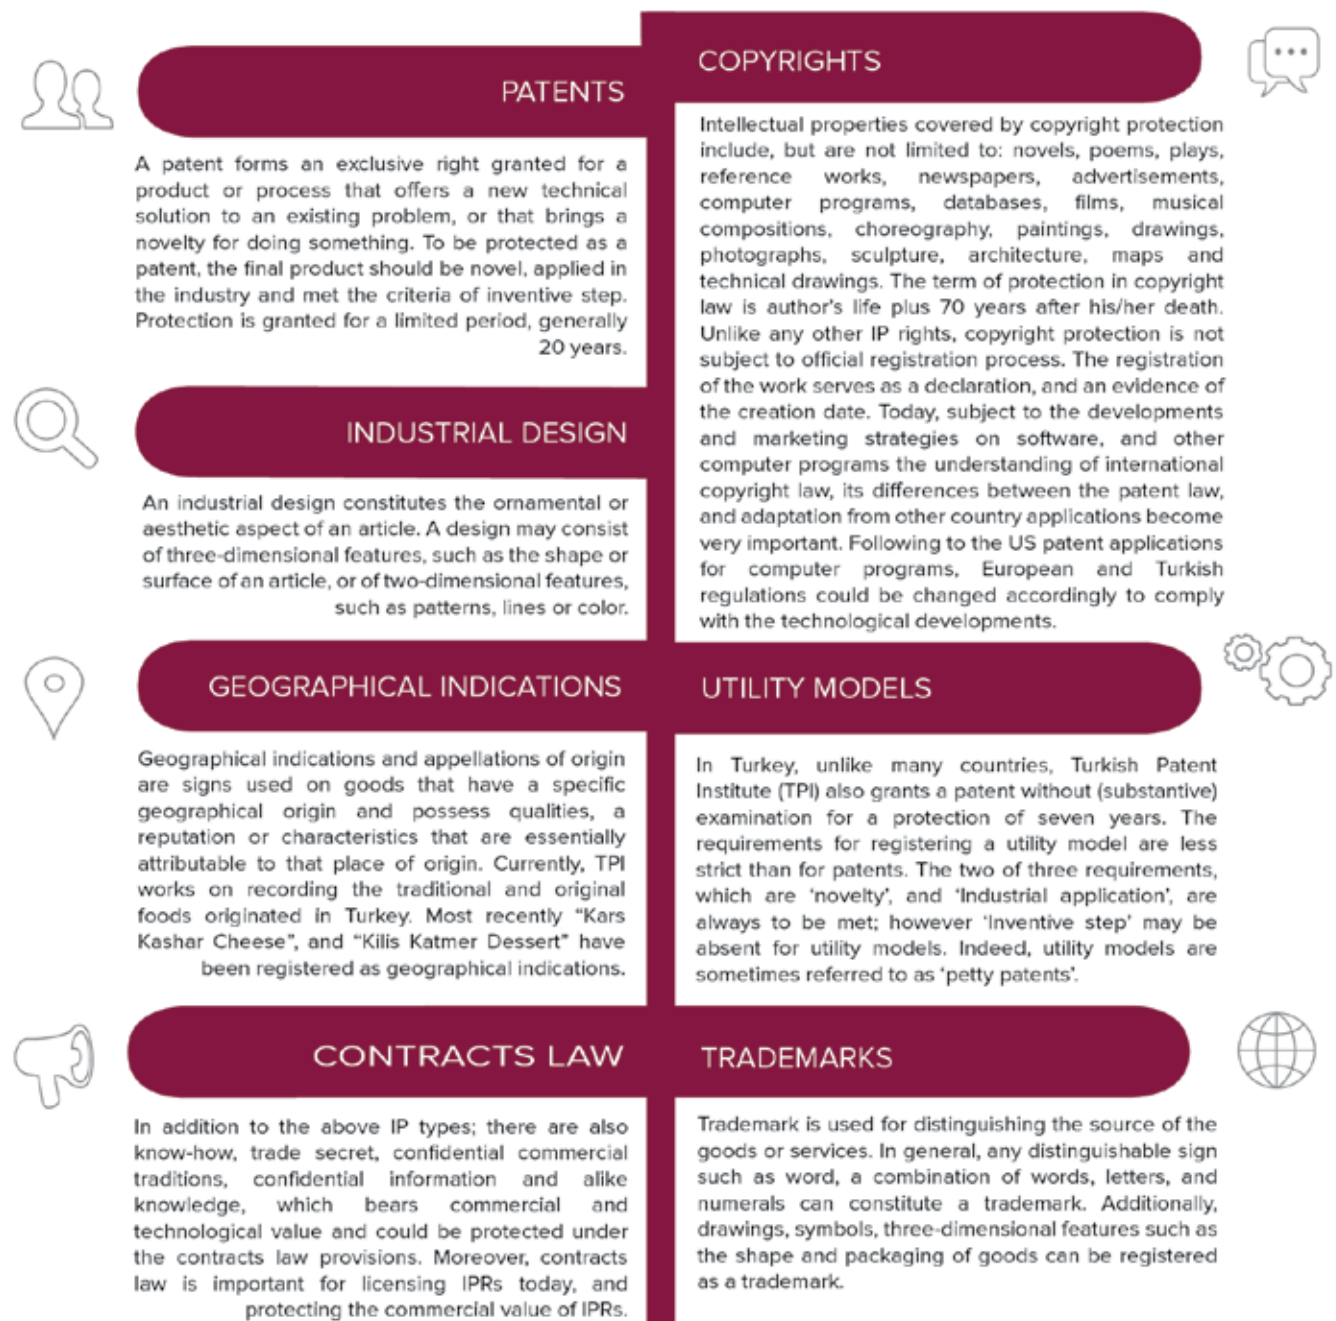 PATENTS
A patent forms an exclusive right granted for a
product or process that offers a new technical
solution to an existing problem, or that brings a
novelty for doing something. To be protected as a
patent, the final product should be novel, applied in
the industry and met the criteria of inventive step.
Protection is granted for a limited period, generally
20 years.
INDUSTRIAL DESIGN
An industrial design constitutes the ornamental or
aesthetic aspect of an article. A design may consist
of three-dimensional features, such as the shape or
surface of an article, or of two-dimensional features,
such as patterns, lines or color.
GEOGRAPHICAL INDICATIONS
Geographical indications and appellations of origin
are signs used on goods that have a specific
geographical origin and possess qualities, a
reputation or characteristics that are essentially
attributable to that place of origin. Currently, TPI
works on recording the traditional and original
foods originated in Turkey. Most recently “Kars
Kashar Cheese”, and “Kilis Katmer Dessert” have
been registered as geographical indications.
CONTRACTS LAW
In addition to the above IP types; there are also
know-how, trade secret, confidential commercial
traditions, confidential information and alike
knowledge, which bears commercial and
technological value and could be protected under
the contracts law provisions. Moreover, contracts
law is important for licensing IPRs today, and
protecting the commercial value of IPRs.
COPYRIGHTS
Intellectual properties covered by copyright protection
include, but are not limited to: novels, poems, plays,
reference works, newspapers, advertisements,
computer programs, databases, films, musical
compositions, choreography, paintings, drawings,
photographs, sculpture, architecture, maps and
technical drawings. The term of protection in copyright
law is author's life plus 70 years after his/her death.
Unlike any other IP rights, copyright protection is not
subject to official registration process. The registration
of the work serves as a declaration, and an evidence of
the creation date. Today, subject to the developments
and marketing strategies on software, and other
computer programs the understanding of international
copyright law, its differences between the patent law,
and adaptation from other country applications become
very important. Following to the US patent applications
for computer programs, European and Turkish
regulations could be changed accordingly to comply
with the technological developments.
UTILITY MODELS
In Turkey, unlike many countries, Turkish Patent
Institute (TPI) also grants a patent without (substantive)
examination for a protection of seven years. The
requirements for registering a utility model are less
strict than for patents. The two of three requirements,
which are ‘novelty’, and ‘Industrial application’, are
always to be met; however ‘Inventive step’ may be
absent for utility models. Indeed, utility models are
sometimes referred to as ‘petty patents’.
TRADEMARKS
Trademark is used for distinguishing the source of the
goods or services. In general, any distinguishable sign
such as word, a combination of words, letters, and
numerals can constitute a trademark. Additionally,
drawings, symbols, three-dimensional features such as
the shape and packaging of goods can be registered
as a trademark.